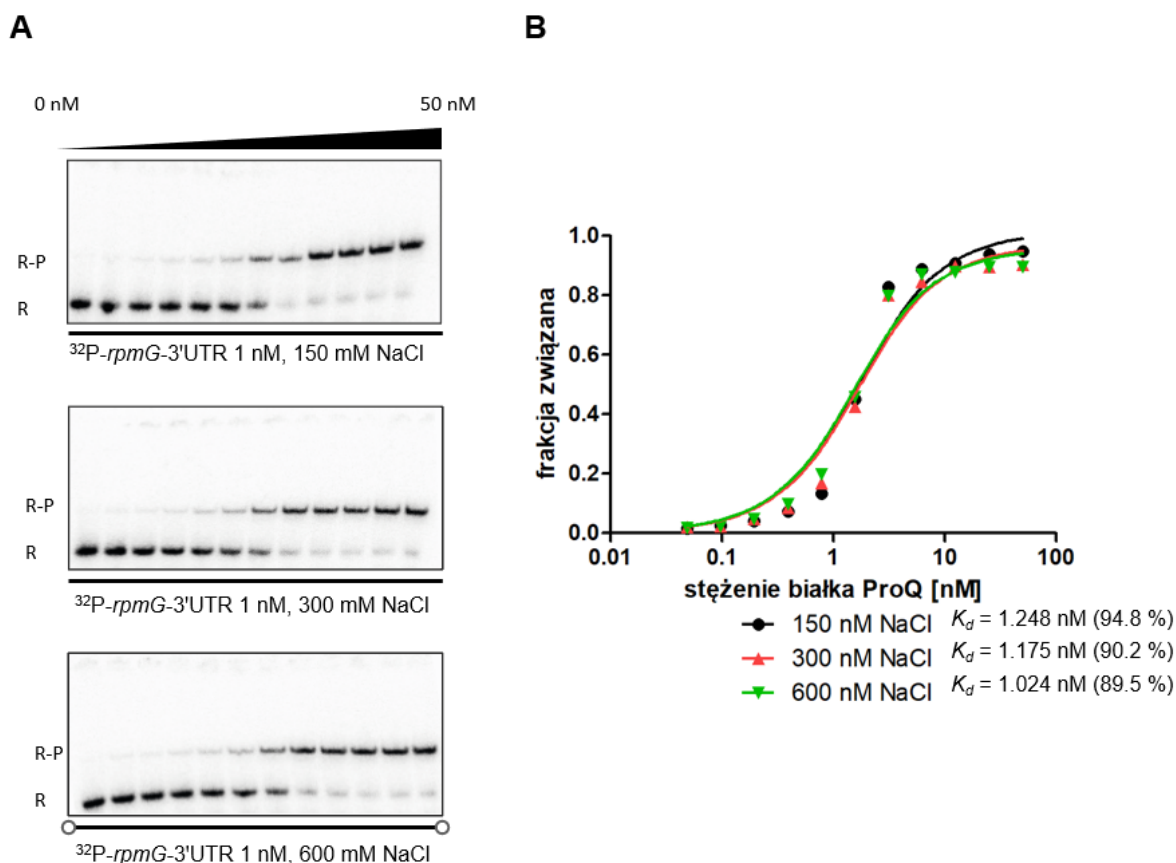 A
0 nM
50 nM
R-P
R
³²P-rpmG-3'UTR 1 nM, 150 mM NaCl
R-P
R
³²P-rpmG-3'UTR 1 nM, 300 mM NaCl
R-P
R
³²P-rpmG-3'UTR 1 nM, 600 mM NaCl
B
frakcja związana
1.0
0.8
0.6
0.4
0.2
0.0
0.01
0.1
1
10
100
stężenie białka ProQ [nM]
150 nM NaCl K_d = 1.248 nM (94.8 %)
300 nM NaCl K_d = 1.175 nM (90.2 %)
600 nM NaCl K_d = 1.024 nM (89.5 %)